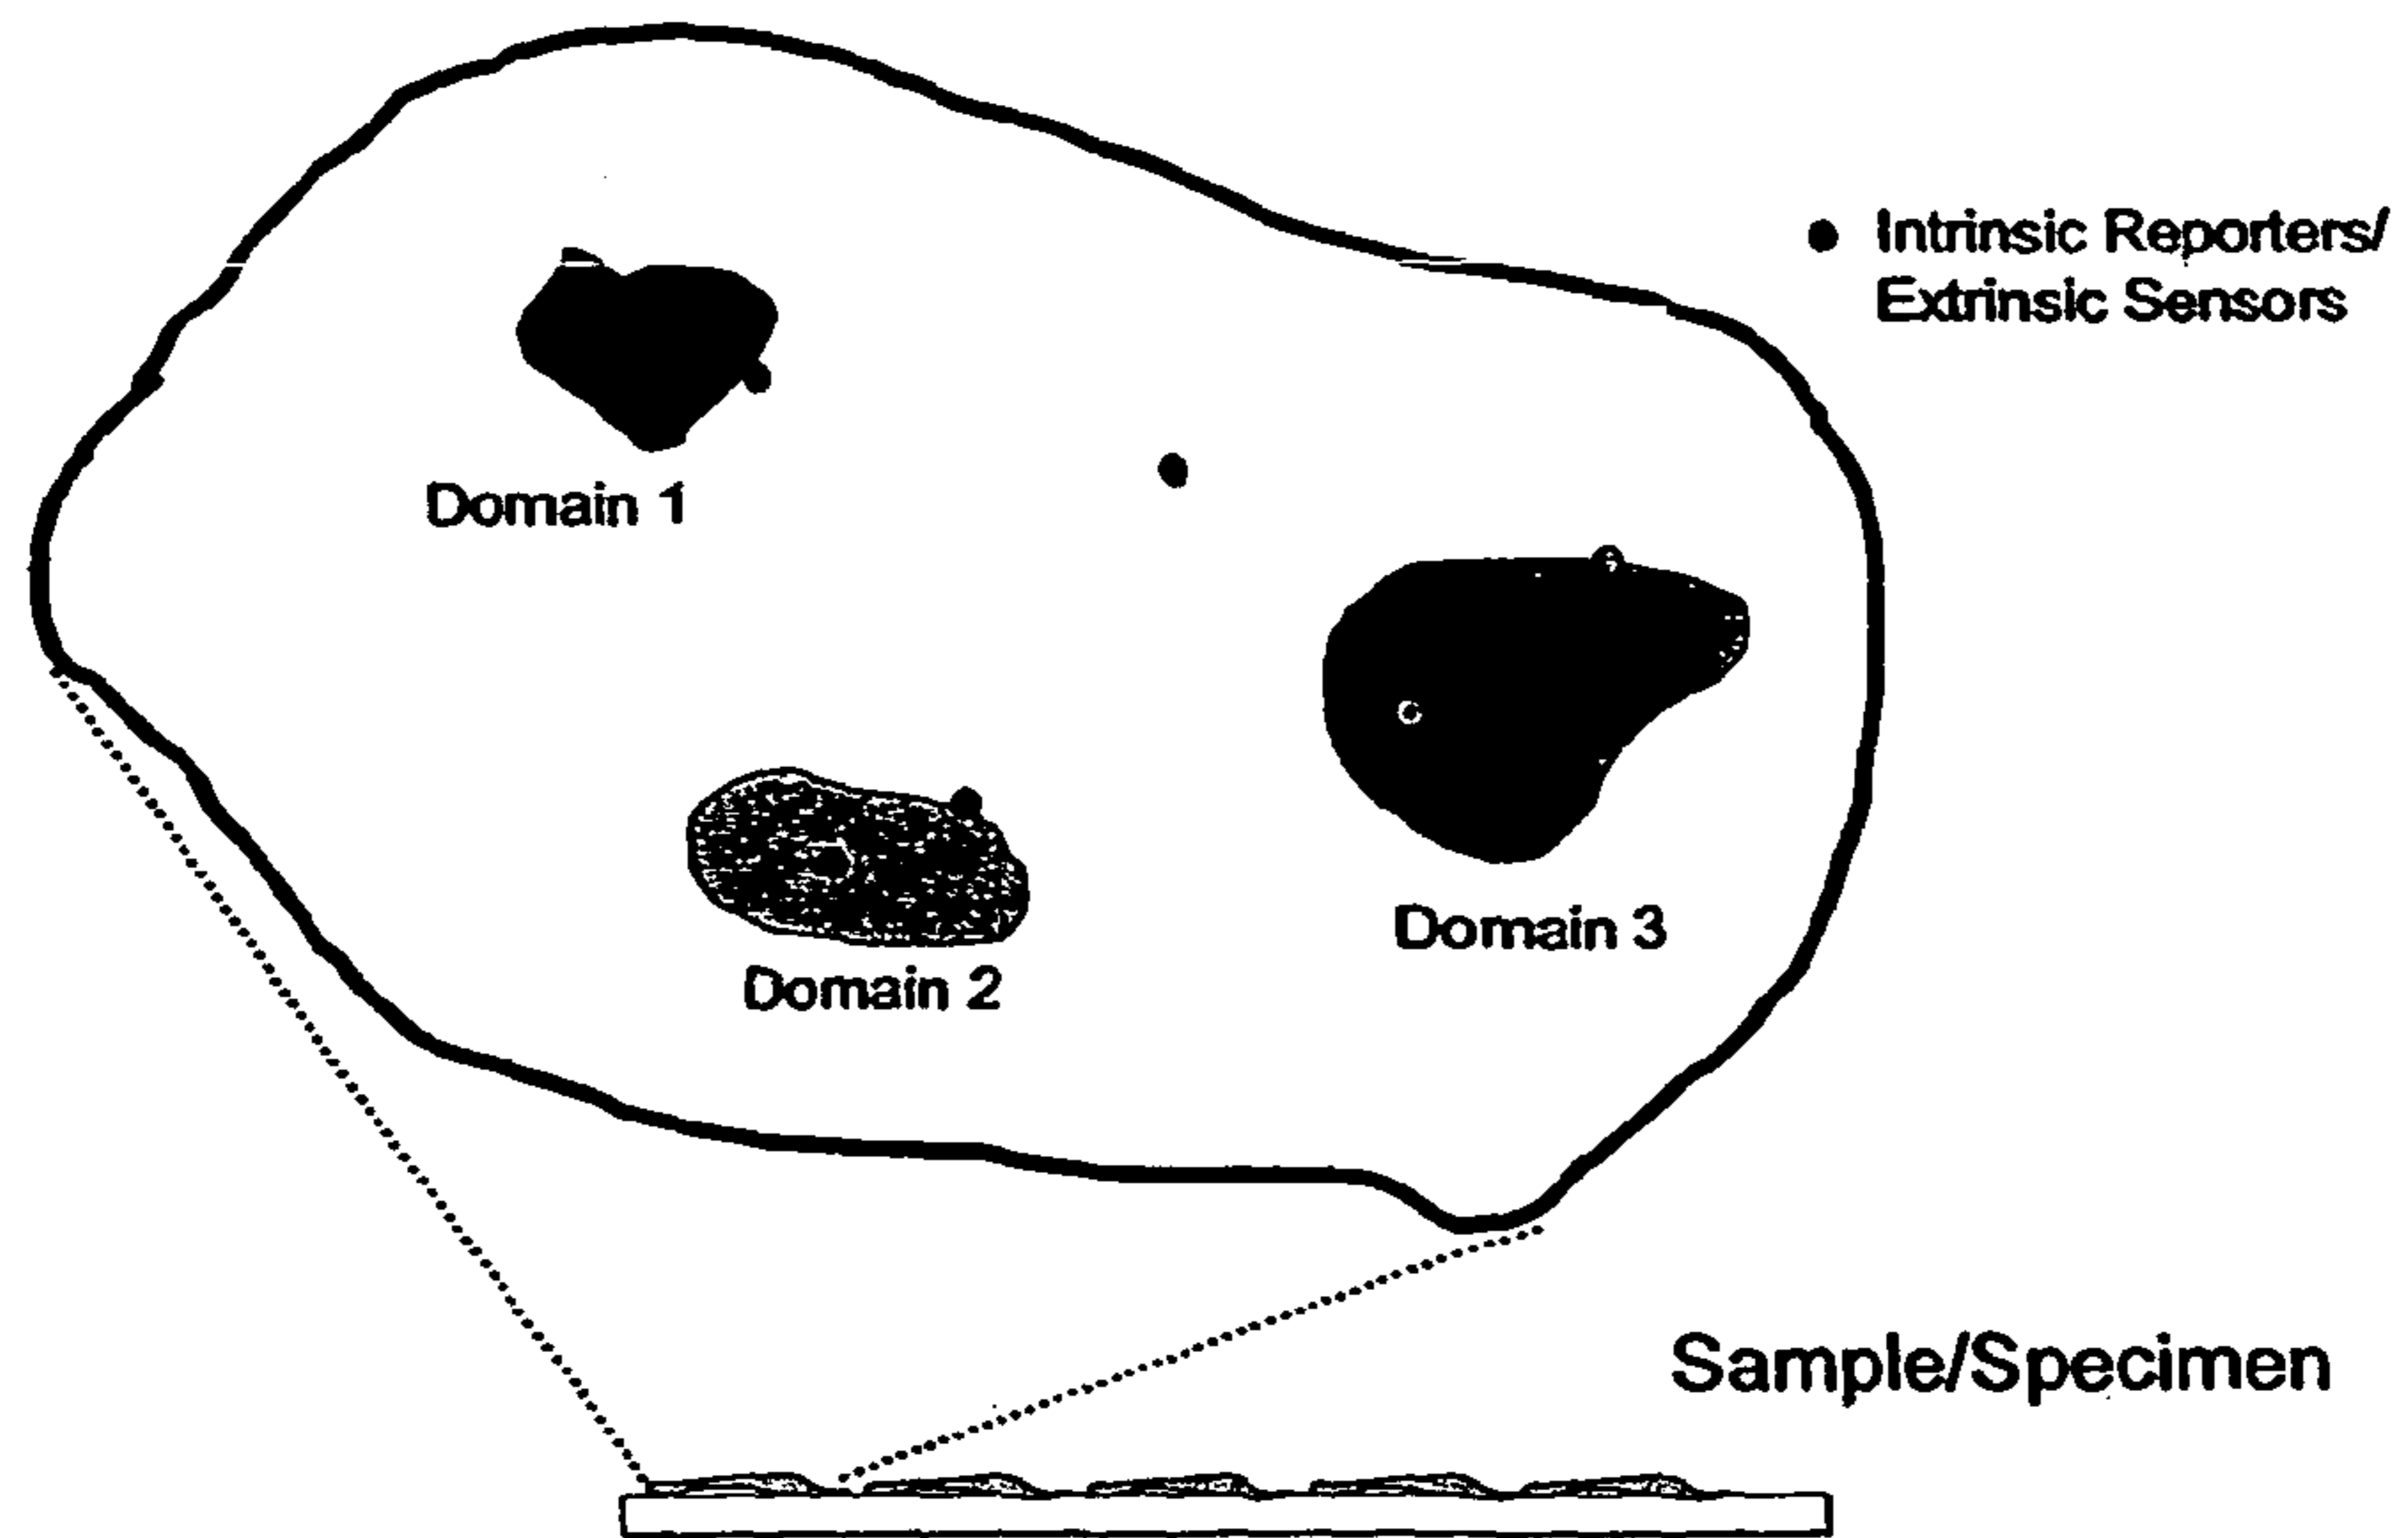 Intrinsic Reporters/
Extrinsic Sensors
Domain 1
Domain 3
Domain 2
Sample/Specimen